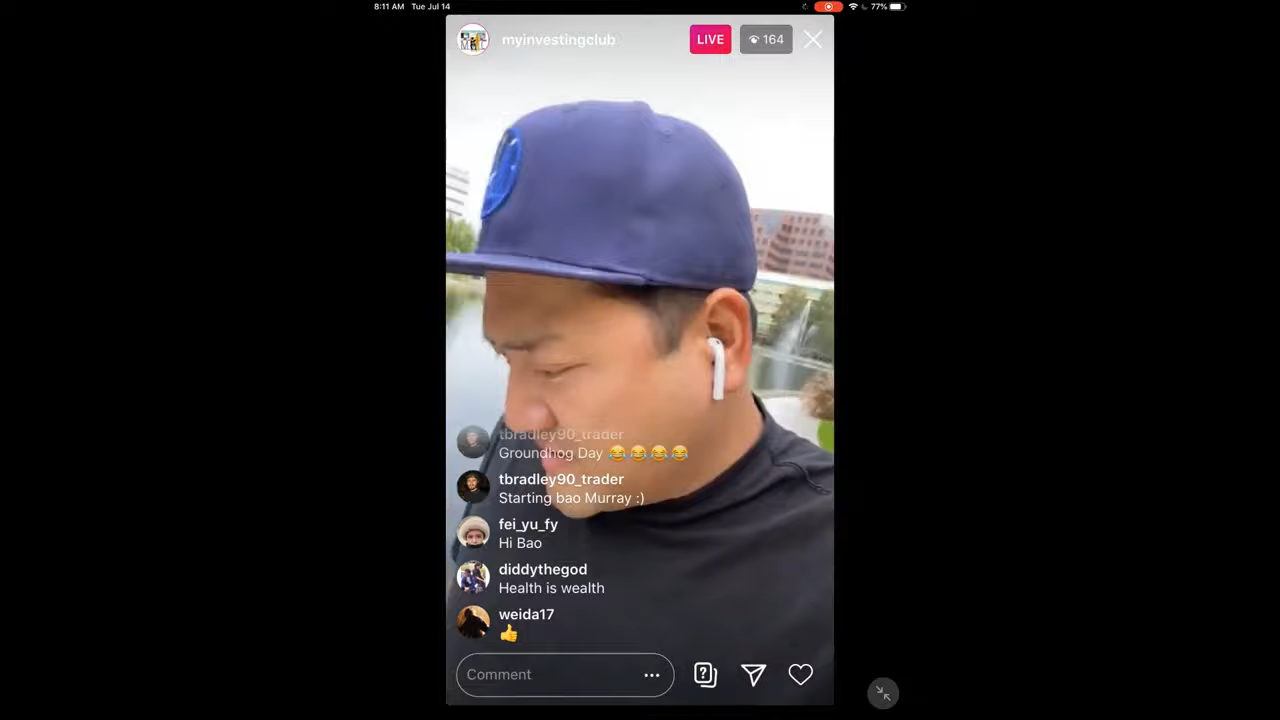 8:11 AM Tue Jul 14
77%
myinvestingclub
LIVE
164
tbradley90_trader
Groundhog Day 😂😂😂😂
tbradley90_trader
Starting bao Murray :)
fei_yu_fy
Hi Bao
diddythegod
Health is wealth
weida17
👍
Comment